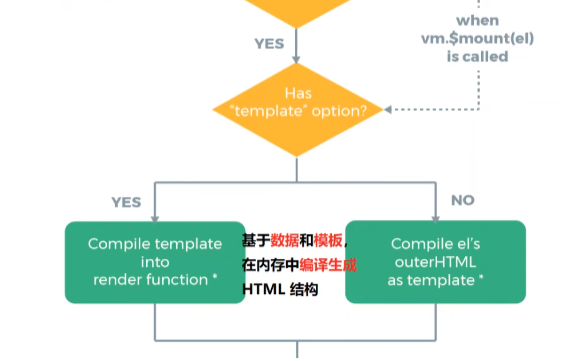 when
vm.$mount(el)
is called
YES
Has
"template" option?
YES
NO
Compile template
into
render function *
基于数据和模板，
在内存中编译生成
HTML 结构
Compile el's
outerHTML
as template *